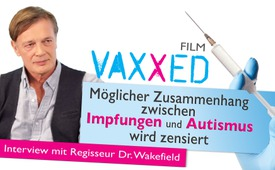 FILM
VAXXED
Möglicher Zusammenhang
zwischen
Impfungen und Autismus
wird zensiert
Interview mit Regisseur Dr. Wakefield